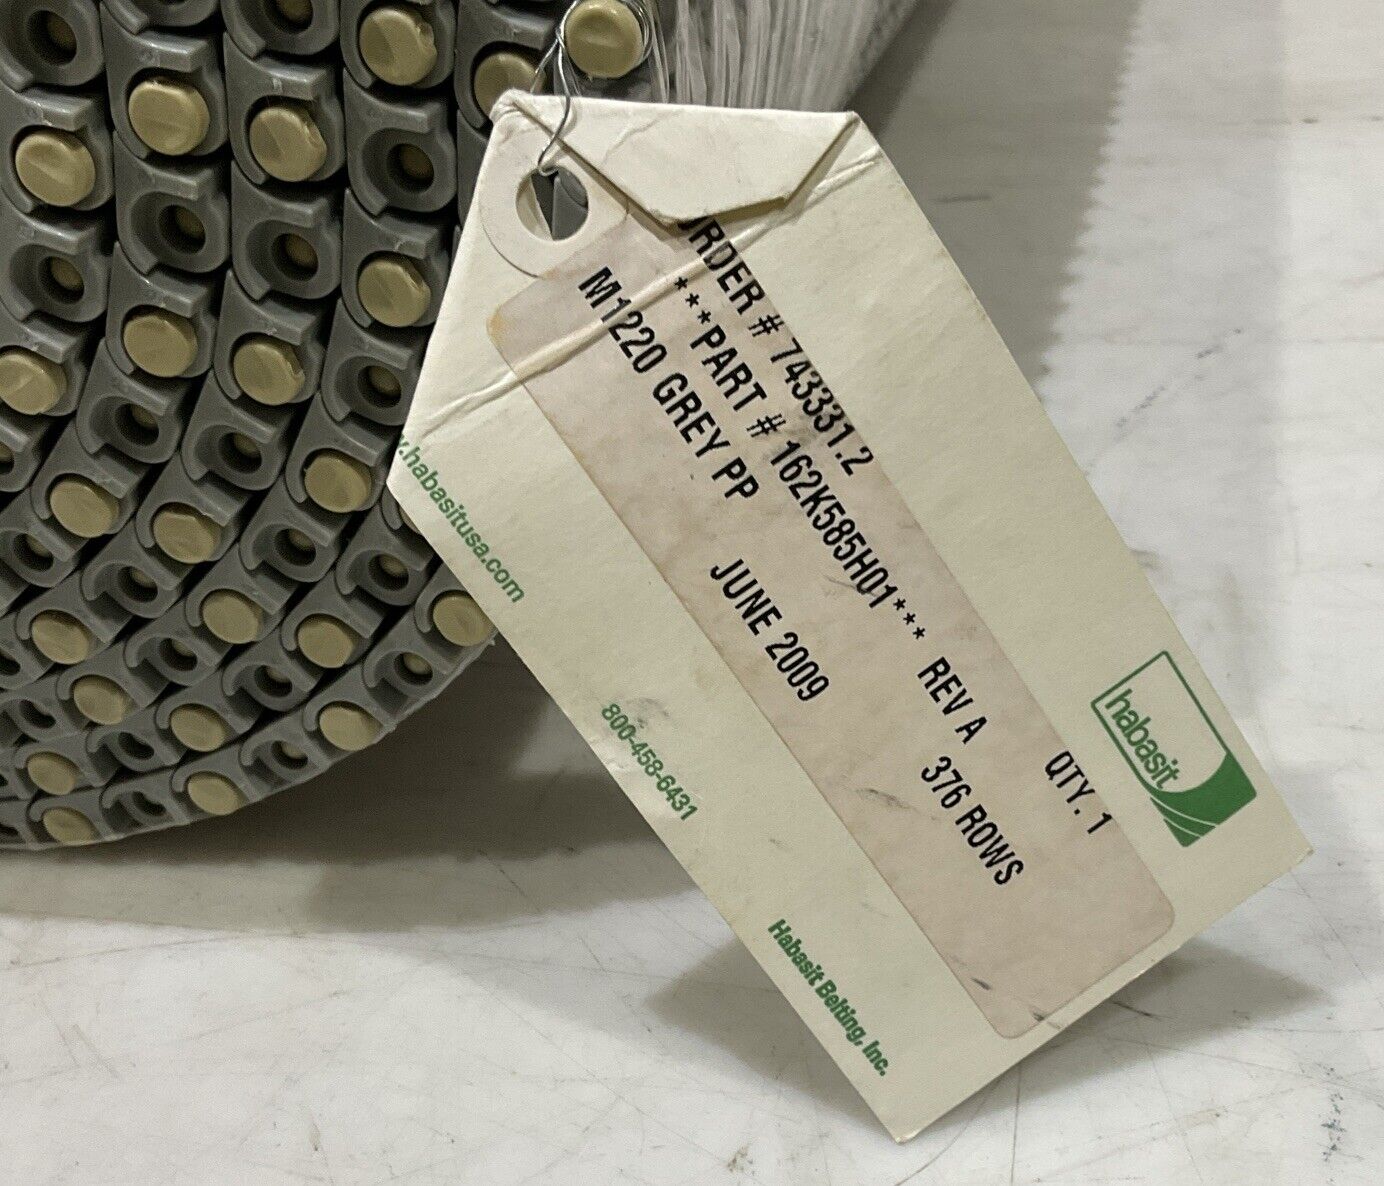 ORDER # 743331.2
***PART # 162K585H01*** REV A QTY. 1
M1220 GREY PP JUNE 2009 376 ROWS
habasit
.habasitusa.com
800-458-6431
Habasit Belting, Inc.